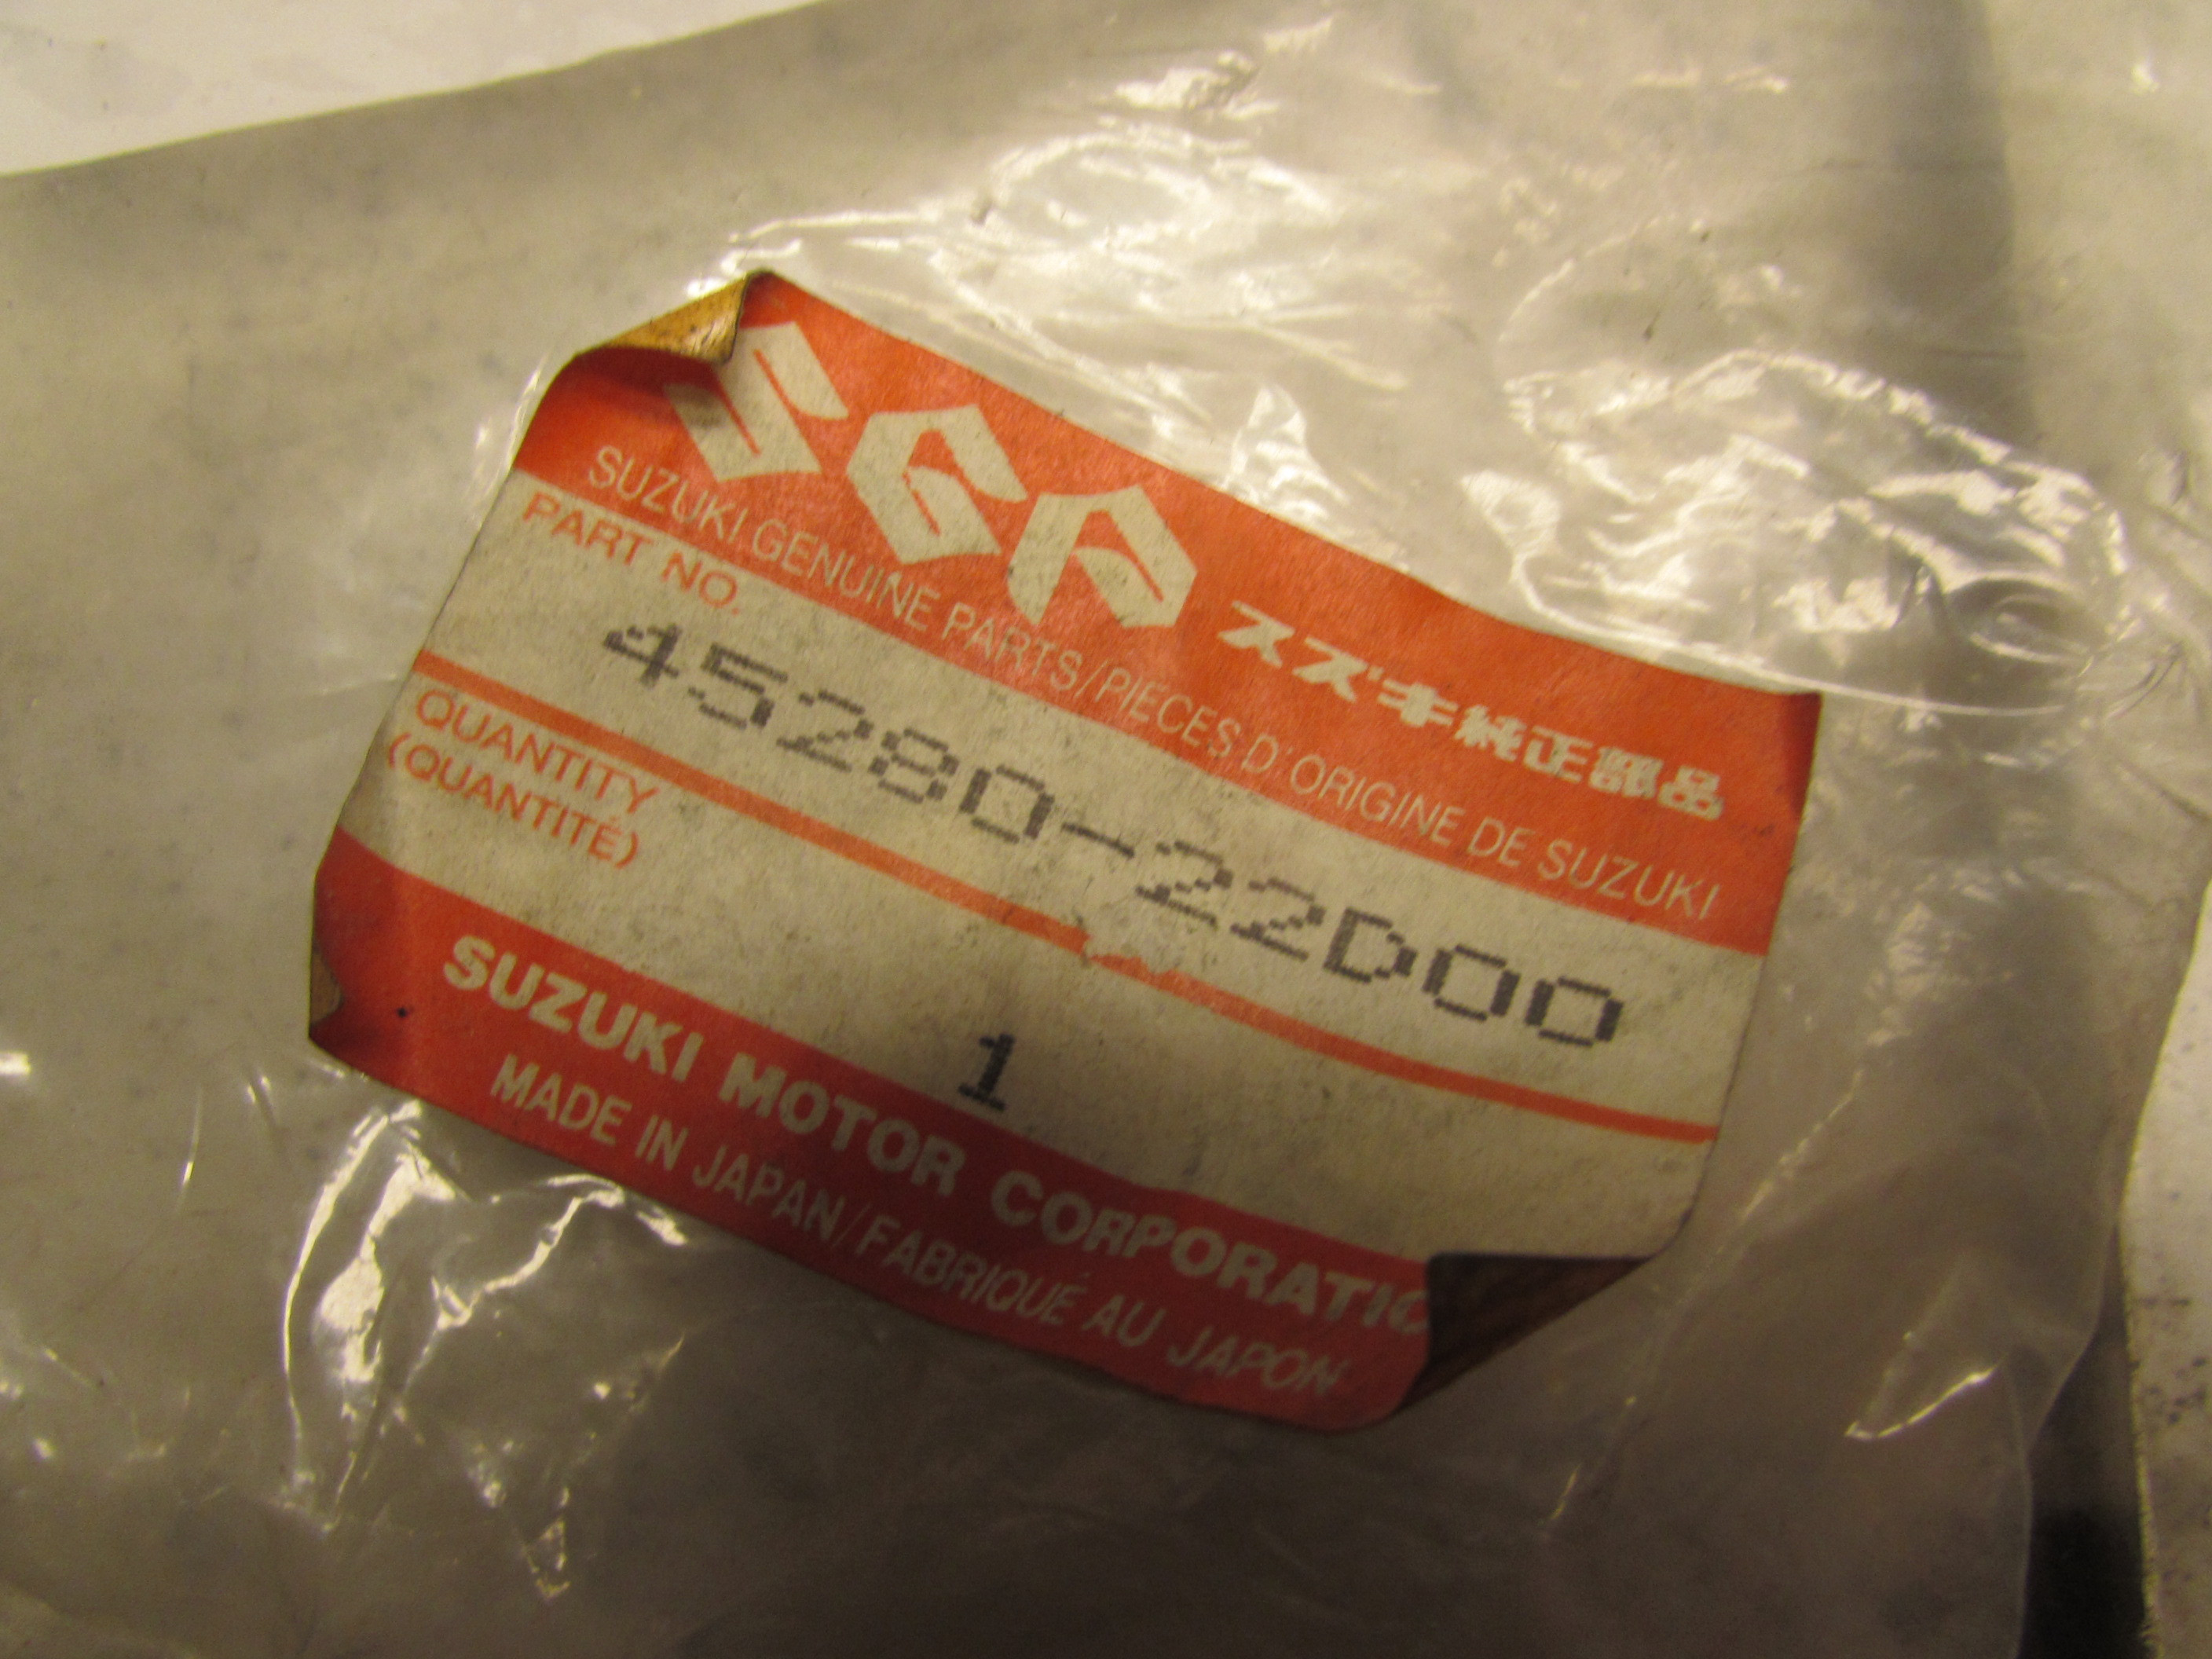 SGP スズキ純正部品
SUZUKI GENUINE PARTS/PIECES D'ORIGINE DE SUZUKI
PART NO.
45280-22D00
QUANTITY
(QUANTITÉ)
1
SUZUKI MOTOR CORPORATIO
MADE IN JAPAN/FABRIQUÉ AU JAPON